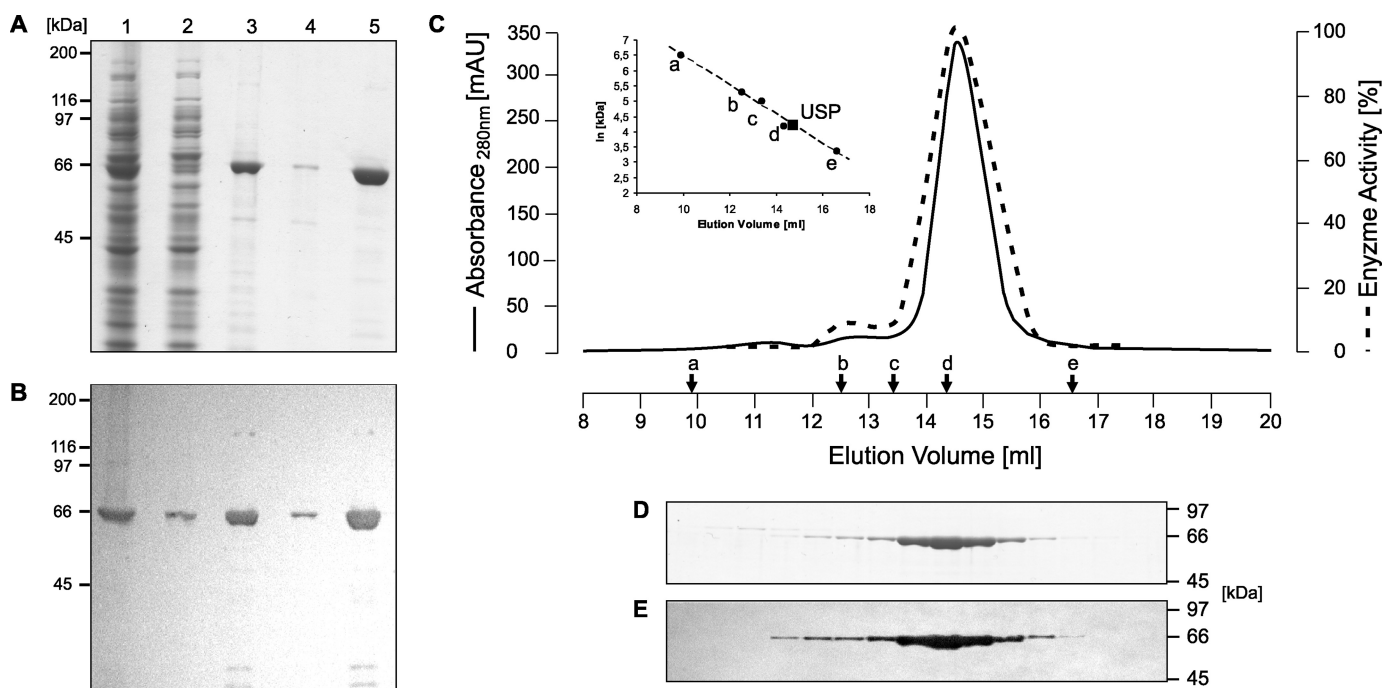 A
[kDa] 1 2 3 4 5
200
116
97
66
45
B
200
116
97
66
45
C
Absorbance 280nm [mAU]
350
300
250
200
150
100
50
0
ln [kDa]
7
6,5
6
5,5
5
4,5
4
3,5
3
2,5
2
a
b
c
d
USP
e
8 10 12 14 16 18
Elution Volume [ml]
100
80
60
40
20
0
Enyzme Activity [%]
a b c d e
8 9 10 11 12 13 14 15 16 17 18 19 20
Elution Volume [ml]
D
97
66
45
[kDa]
E
97
66
45